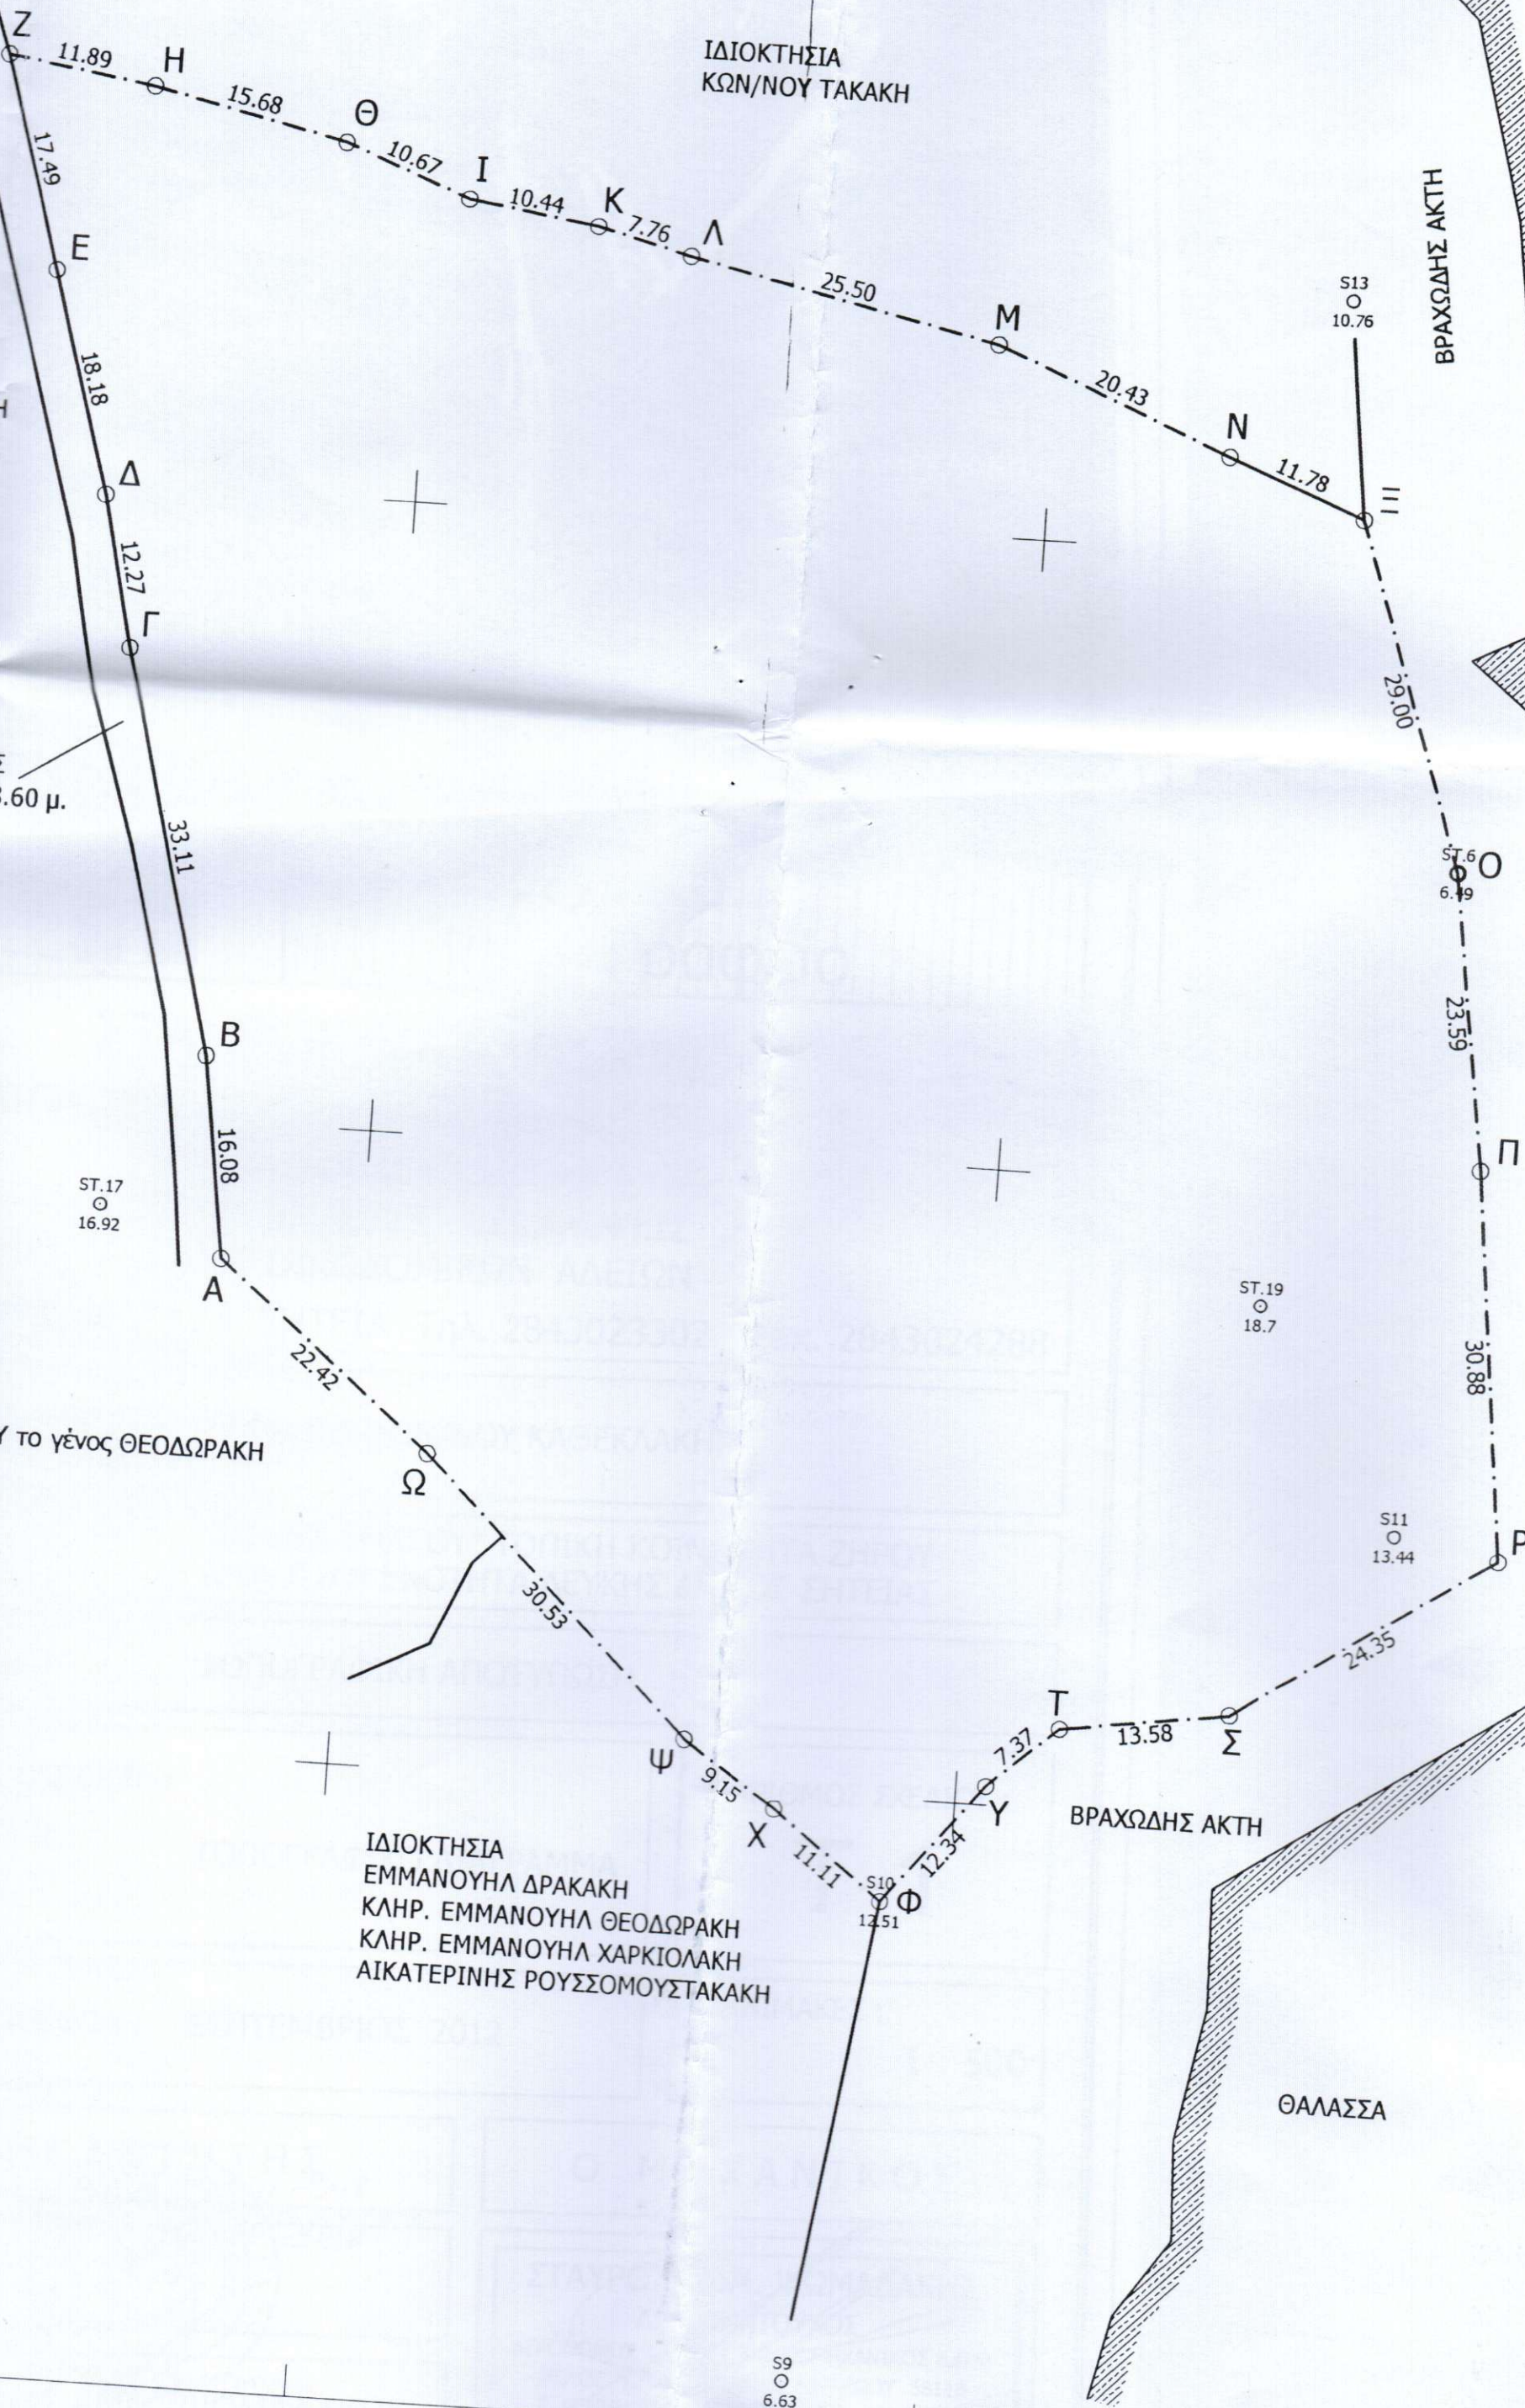 Ζ
11.89
Η
15.68
Θ
10.67
Ι
10.44
Κ
7.76
Λ
25.50
Μ
20.43
Ν
11.78
Ξ
ΙΔΙΟΚΤΗΣΙΑ
ΚΩΝ/ΝΟΥ ΤΑΚΑΚΗ
ΒΡΑΧΩΔΗΣ ΑΚΤΗ
S13
10.76
17.49
Ε
18.18
Δ
12.27
Γ
3.60 μ.
33.11
Β
16.08
Α
ST.17
16.92
29.00
ST.6
Ο
6.49
23.59
Π
30.88
Ρ
ST.19
18.7
S11
13.44
22.42
Υ το γένος ΘΕΟΔΩΡΑΚΗ
Ω
30.53
Ψ
9.15
Χ
11.11
S10
Φ
12.51
12.34
Υ
7.37
Τ
13.58
Σ
24.35
ΒΡΑΧΩΔΗΣ ΑΚΤΗ
ΙΔΙΟΚΤΗΣΙΑ
ΕΜΜΑΝΟΥΗΛ ΔΡΑΚΑΚΗ
ΚΛΗΡ. ΕΜΜΑΝΟΥΗΛ ΘΕΟΔΩΡΑΚΗ
ΚΛΗΡ. ΕΜΜΑΝΟΥΗΛ ΧΑΡΚΙΟΛΑΚΗ
ΑΙΚΑΤΕΡΙΝΗΣ ΡΟΥΣΣΟΜΟΥΣΤΑΚΑΚΗ
ΘΑΛΑΣΣΑ
S9
6.63